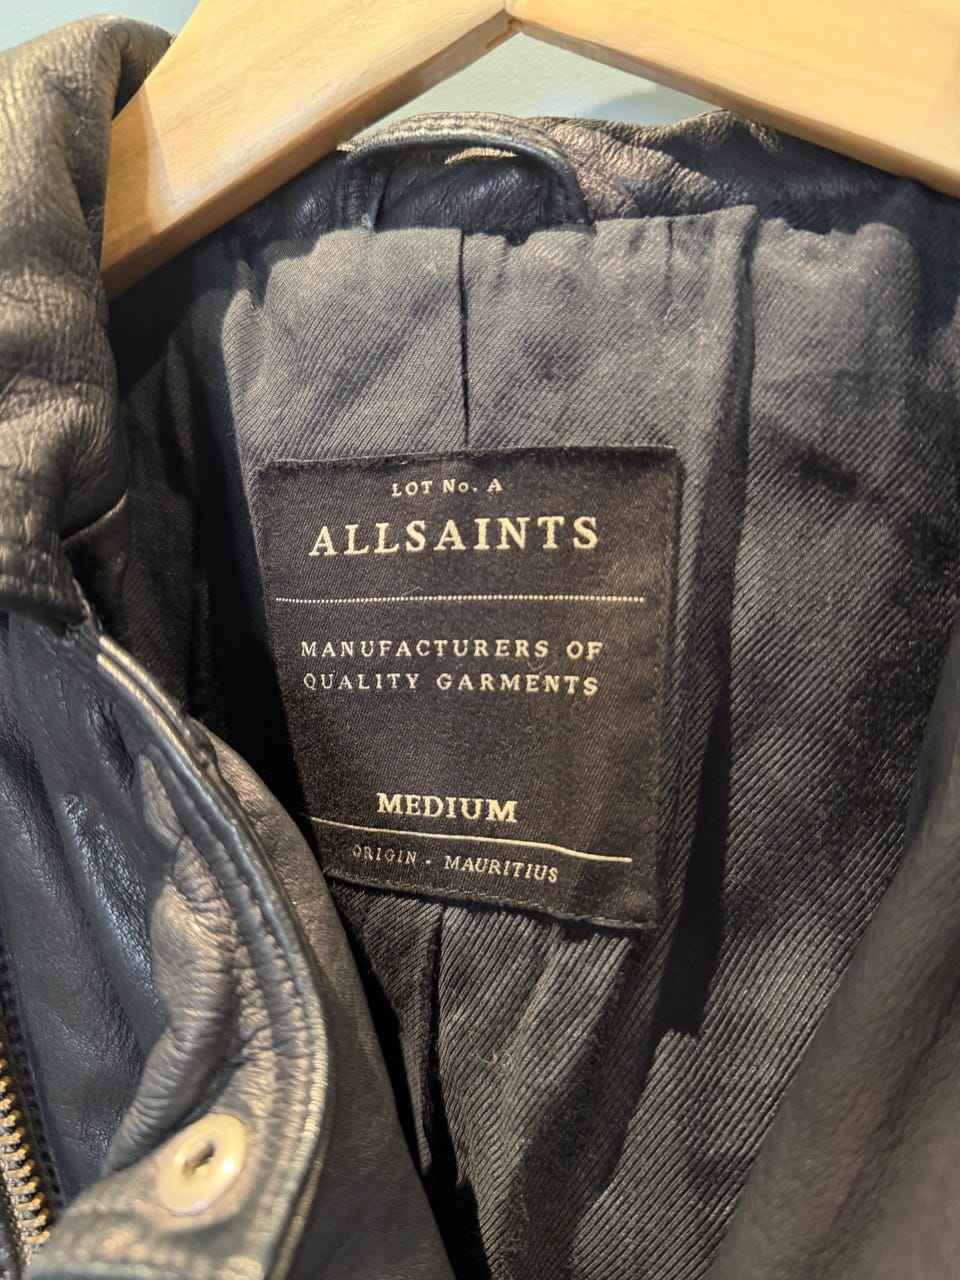 LOT No. A
ALLSAINTS
MANUFACTURERS OF
QUALITY GARMENTS
MEDIUM
ORIGIN - MAURITIUS